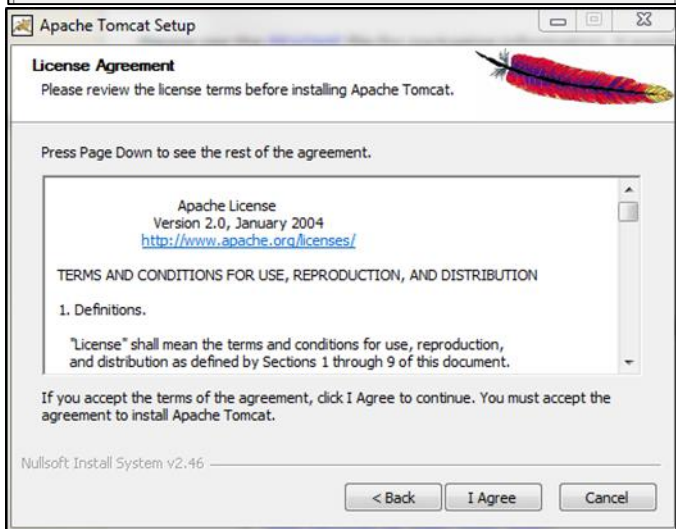 Apache Tomcat Setup
License Agreement
Please review the license terms before installing Apache Tomcat.
Press Page Down to see the rest of the agreement.
Apache License
Version 2.0, January 2004
http://www.apache.org/licenses/
TERMS AND CONDITIONS FOR USE, REPRODUCTION, AND DISTRIBUTION
1. Definitions.
"License" shall mean the terms and conditions for use, reproduction,
and distribution as defined by Sections 1 through 9 of this document.
If you accept the terms of the agreement, click I Agree to continue. You must accept the
agreement to install Apache Tomcat.
Nullsoft Install System v2.46
< Back
I Agree
Cancel